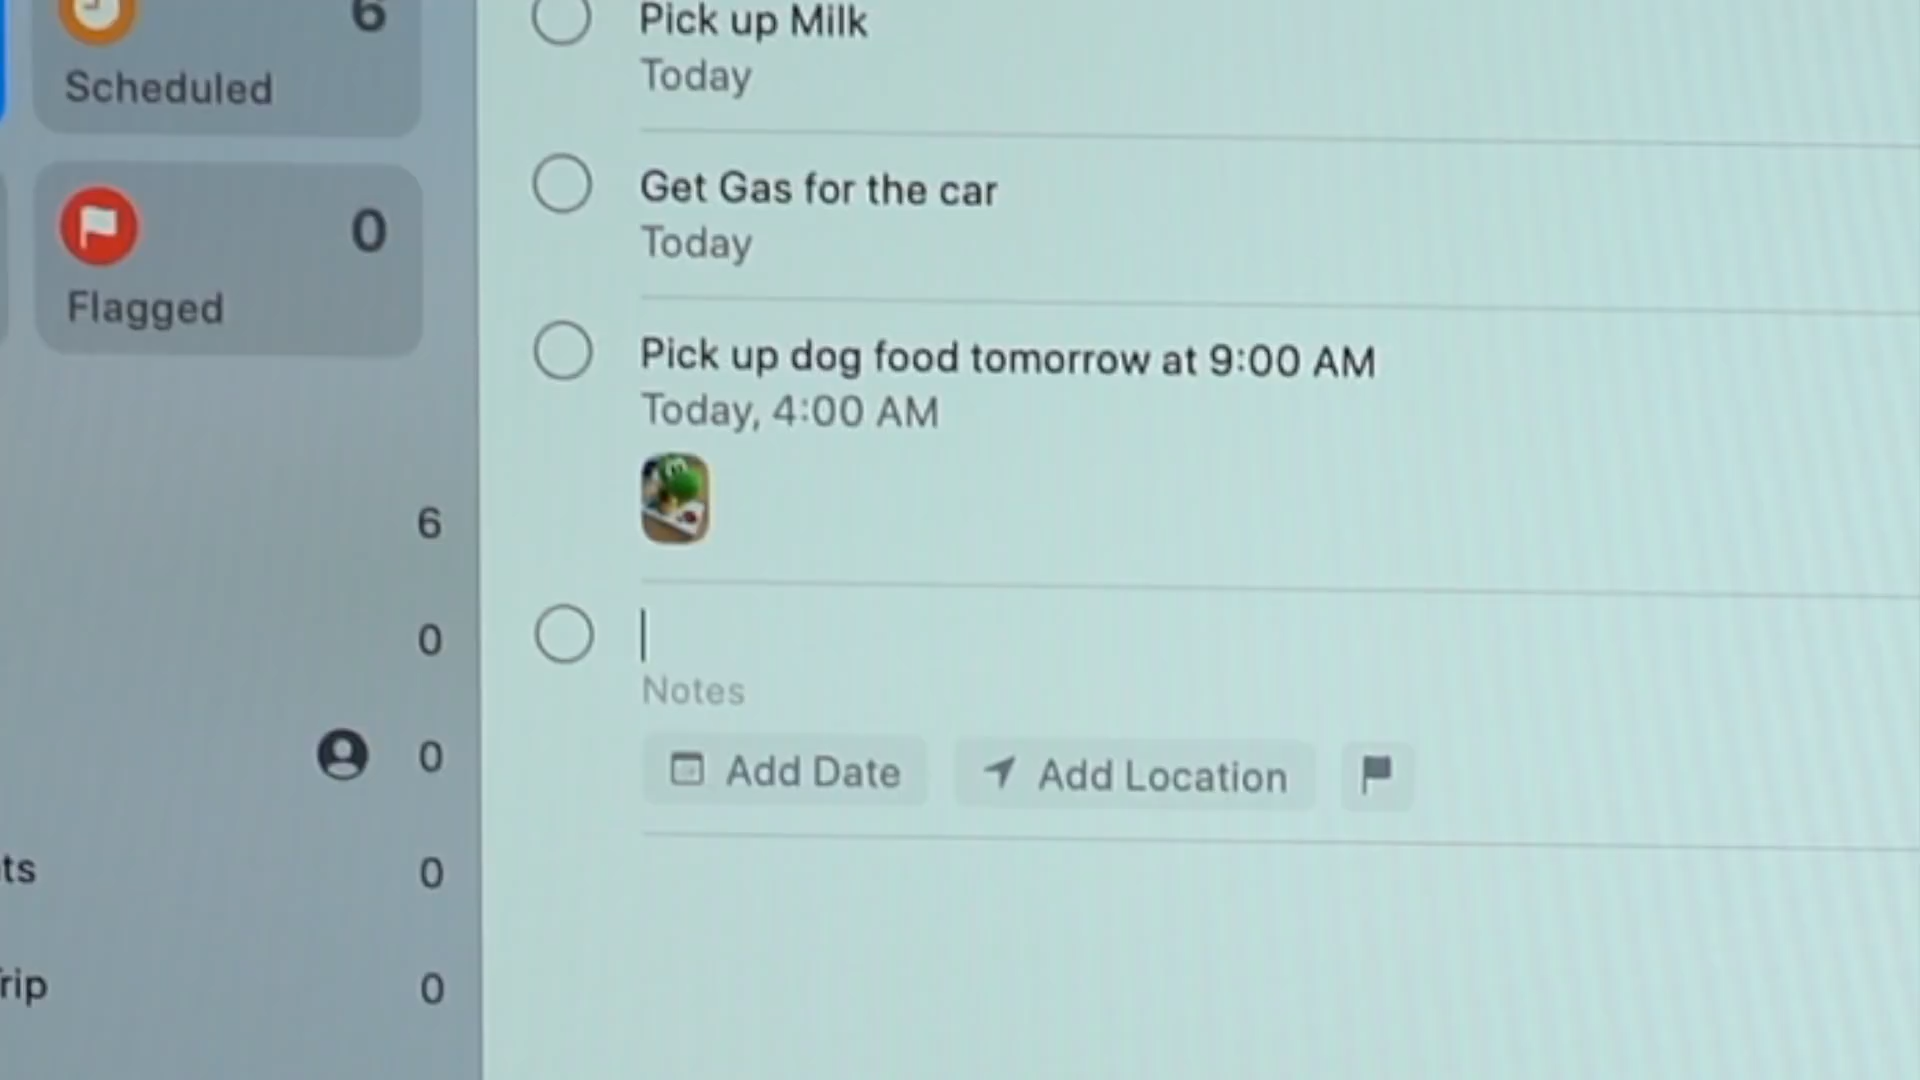 6
Scheduled
0
Flagged
6
0
0
ts
0
rip
0
Pick up Milk
Today
Get Gas for the car
Today
Pick up dog food tomorrow at 9:00 AM
Today, 4:00 AM
Notes
Add Date
Add Location